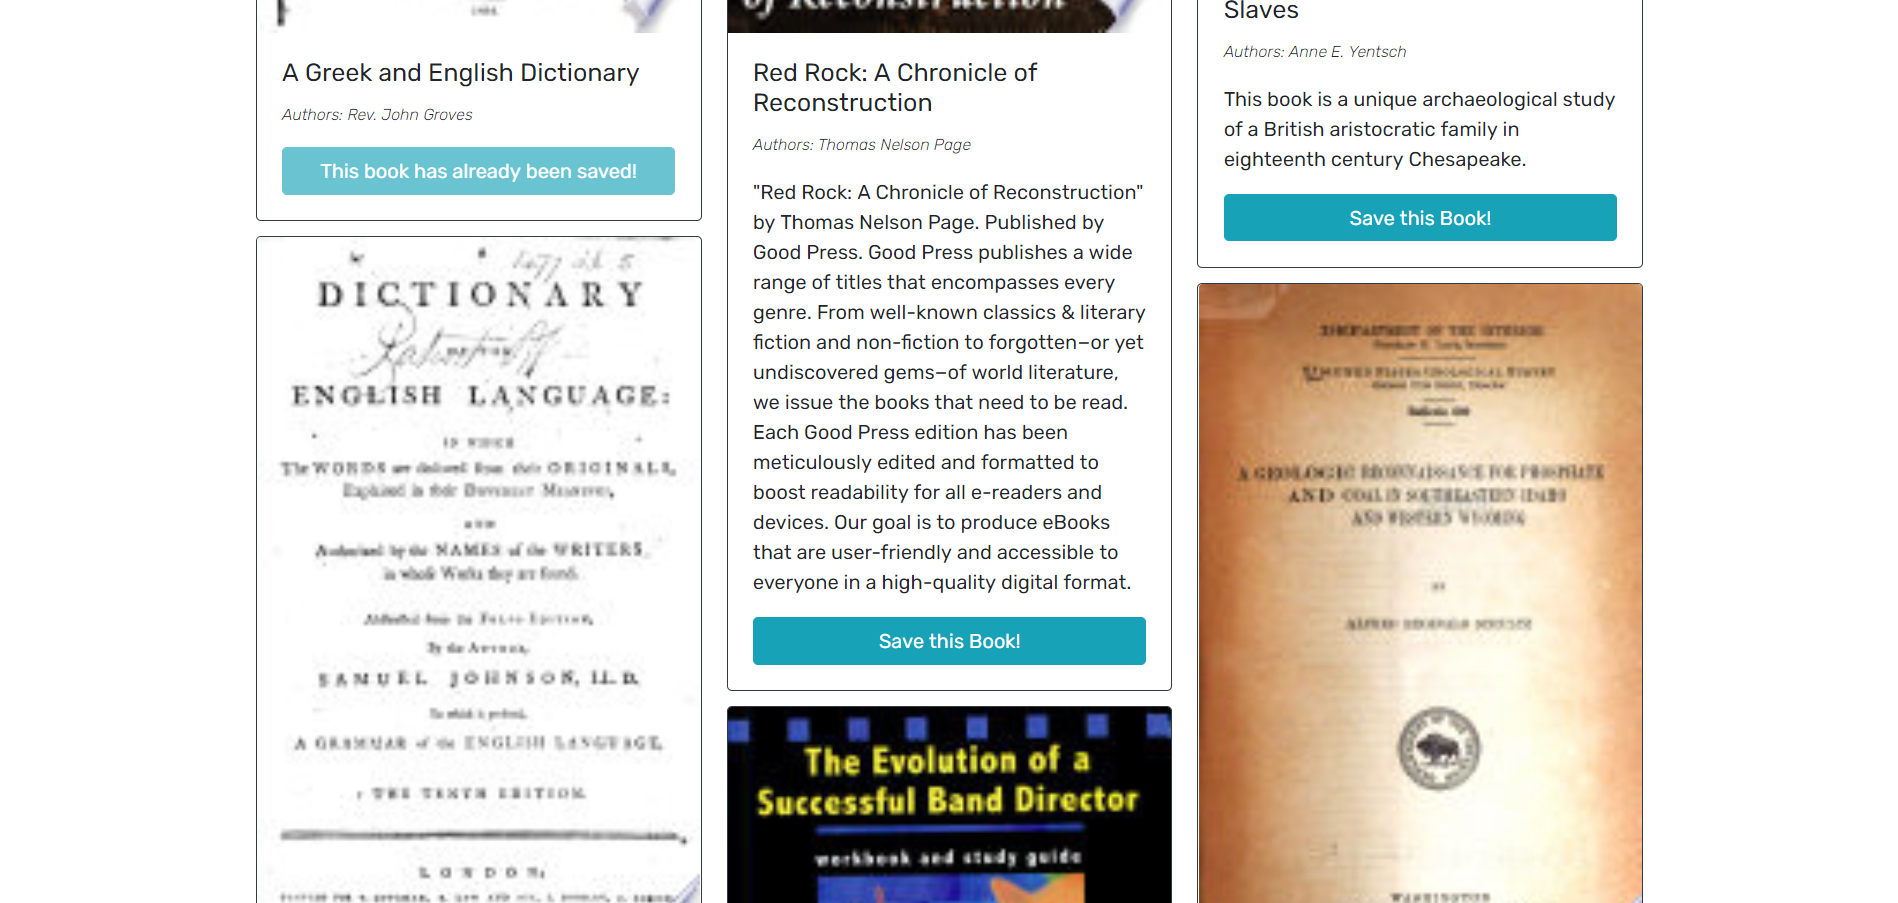 1884
A Greek and English Dictionary
Authors: Rev. John Groves
This book has already been saved!
DICTIONARY
OF THE
ENGLISH LANGUAGE:
IN WHICH
The WORDS are deduced from their ORIGINALS,
Explained in their Different Meanings,
AND
Authorized by the NAMES of the WRITERS
in whose Works they are found.
Abstracted from the Folio Edition,
By the Author,
SAMUEL JOHNSON, LL.D.
To which is prefixed,
A GRAMMAR of the ENGLISH LANGUAGE.
THE TENTH EDITION
LONDON:
of Reconstruction
Red Rock: A Chronicle of
Reconstruction
Authors: Thomas Nelson Page
"Red Rock: A Chronicle of Reconstruction"
by Thomas Nelson Page. Published by
Good Press. Good Press publishes a wide
range of titles that encompasses every
genre. From well-known classics & literary
fiction and non-fiction to forgotten−or yet
undiscovered gems−of world literature,
we issue the books that need to be read.
Each Good Press edition has been
meticulously edited and formatted to
boost readability for all e-readers and
devices. Our goal is to produce eBooks
that are user-friendly and accessible to
everyone in a high-quality digital format.
Save this Book!
The Evolution of a
Successful Band Director
workbook and study guide
Slaves
Authors: Anne E. Yentsch
This book is a unique archaeological study
of a British aristocratic family in
eighteenth century Chesapeake.
Save this Book!
DEPARTMENT OF THE INTERIOR
UNITED STATES GEOLOGICAL SURVEY
A GEOLOGIC RECONNAISSANCE FOR PHOSPHATE
AND COAL IN SOUTHEASTERN IDAHO
AND WESTERN WYOMING
BY
ALFRED REGINALD SCHULTZ
WASHINGTON